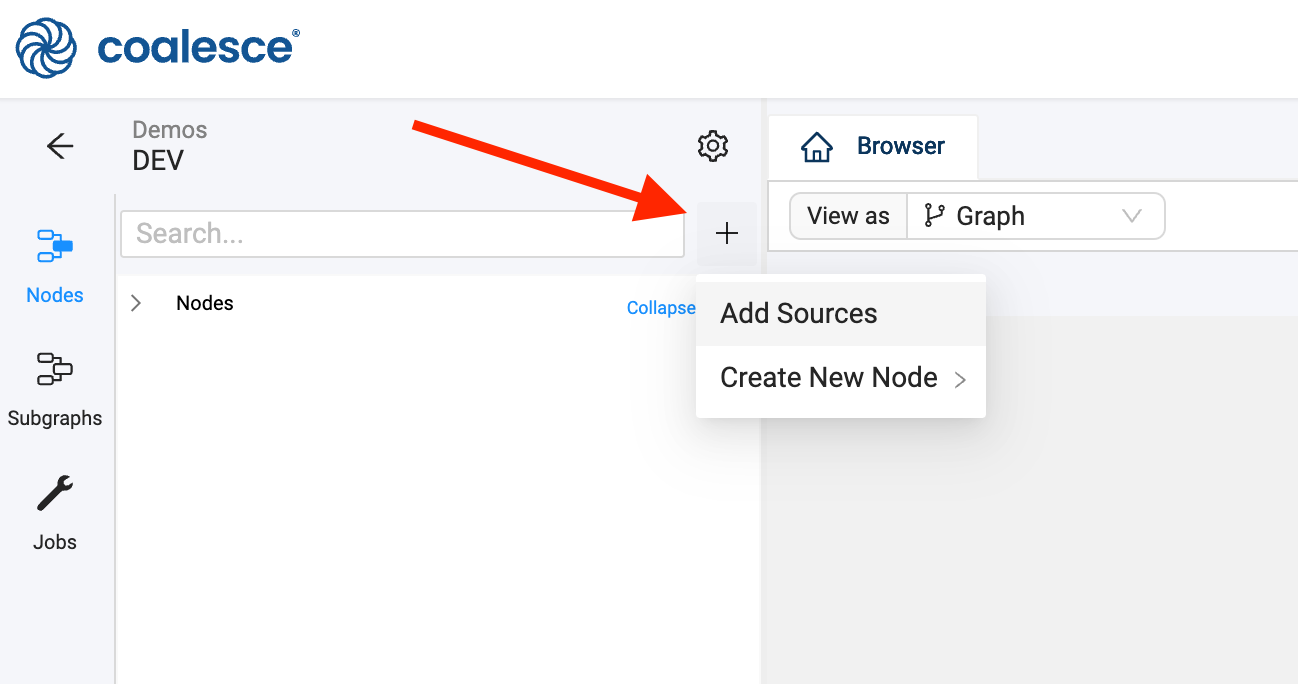 coalesce®
Demos
DEV
Browser
Search...
View as
Graph
Nodes
Nodes
Collapse
Add Sources
Create New Node
Subgraphs
Jobs